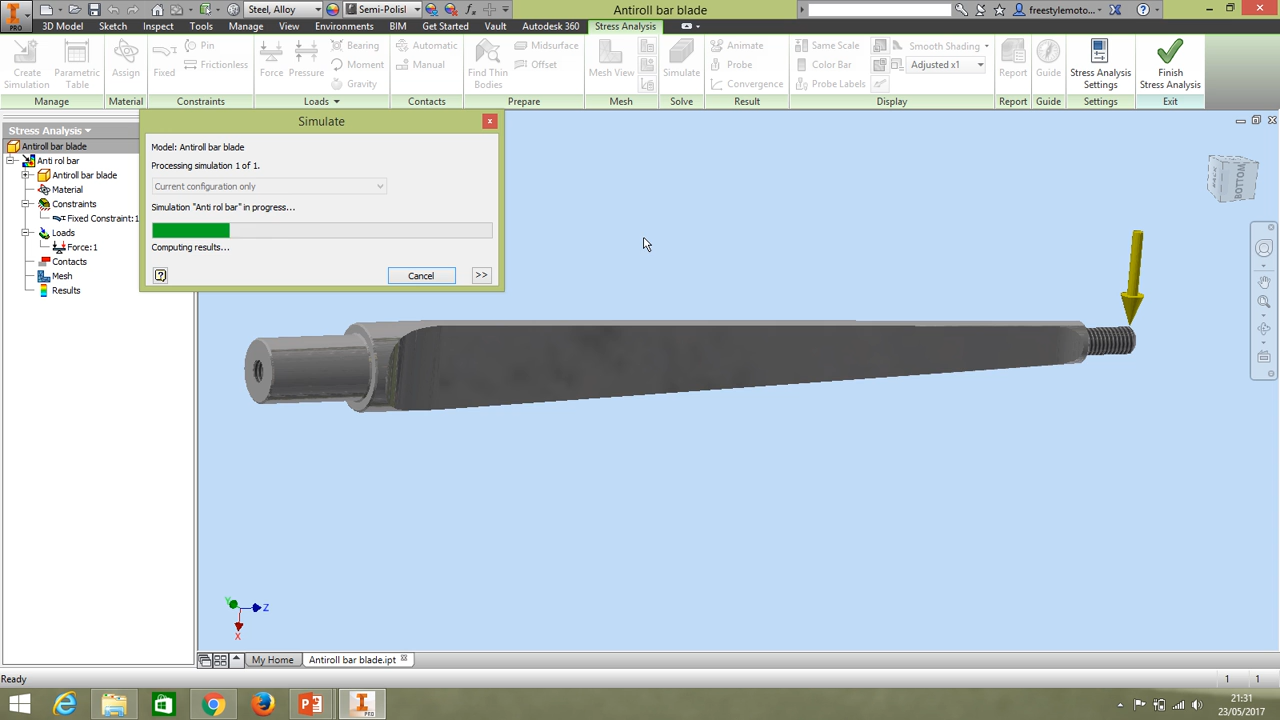 Steel, Alloy
Semi-Polis
Antiroll bar blade
freestylemoto...
PRO
3D Model Sketch Inspect Tools Manage View Environments BIM Get Started Vault Autodesk 360 Stress Analysis
Create Simulation
Parametric Table
Assign
Fixed
Pin
Frictionless
Force
Pressure
Bearing
Moment
Gravity
Automatic
Manual
Find Thin Bodies
Midsurface
Offset
Mesh View
Simulate
Animate
Probe
Convergence
Same Scale
Color Bar
Probe Labels
Smooth Shading
Adjusted x1
Report
Guide
Stress Analysis Settings
Finish Stress Analysis
Manage Material Constraints Loads Contacts Prepare Mesh Solve Result Display Report Guide Settings Exit
Stress Analysis
Antiroll bar blade
Anti rol bar
Antiroll bar blade
Material
Constraints
Fixed Constraint:1
Loads
Force:1
Contacts
Mesh
Results
Simulate
Model: Antiroll bar blade
Processing simulation 1 of 1.
Current configuration only
Simulation "Anti rol bar" in progress...
Computing results...
Cancel >>
BOTTOM
Y
Z
X
My Home Antiroll bar blade.ipt
Ready 1 1
PRO
21:31
23/05/2017